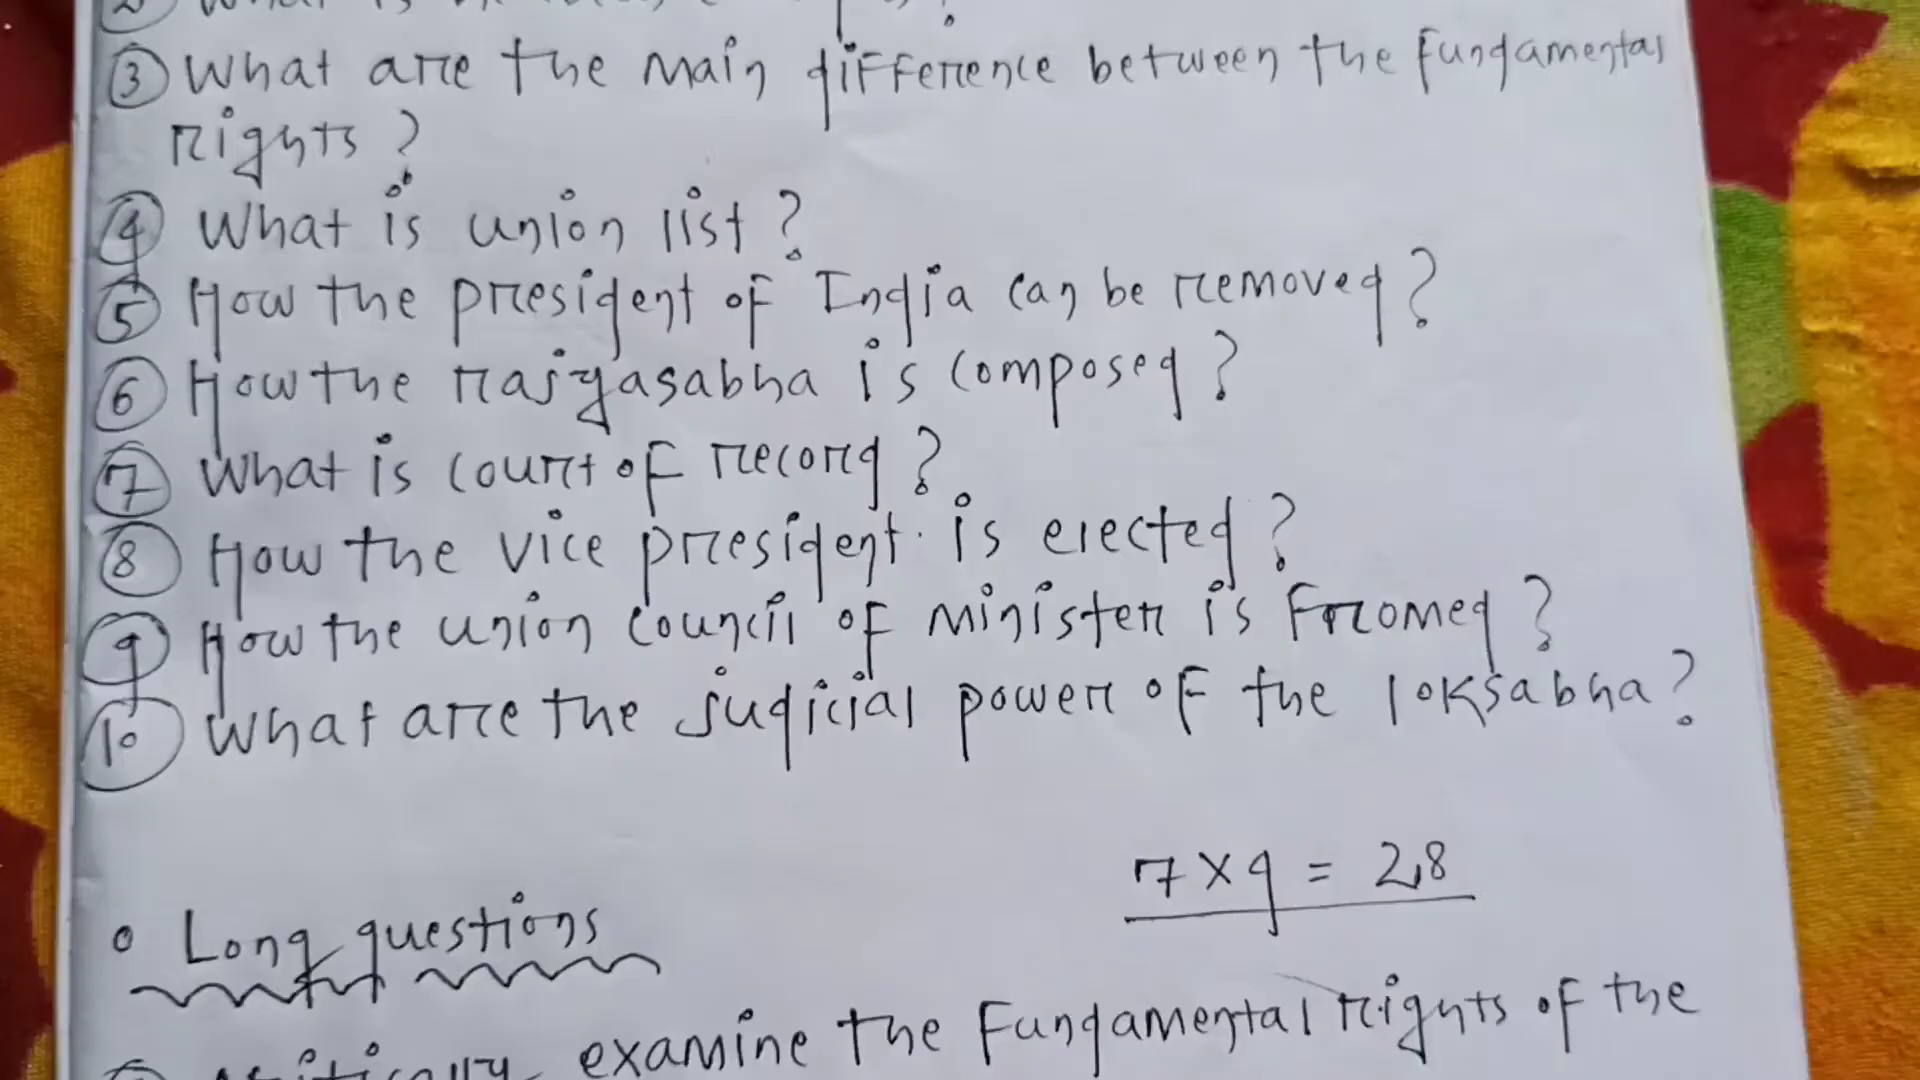 ③ What are the main difference between the fundamental
rights?
④ What is union list?
⑤ How the president of India can be removed?
⑥ How the rajyasabha is composed?
⑦ What is court of record?
⑧ How the vice president is elected?
⑨ How the union council of minister is fromed?
⑩ What are the judicial power of the loksabha?
7 × 4 = 28
• Long questions
examine the Fundamental rights of the